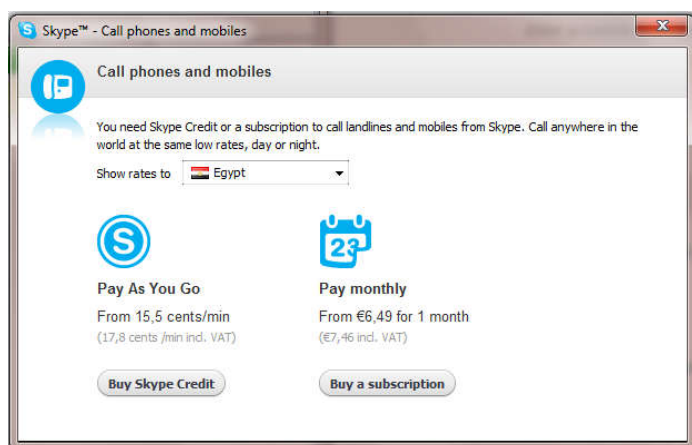 Skype™ - Call phones and mobiles
Call phones and mobiles
You need Skype Credit or a subscription to call landlines and mobiles from Skype. Call anywhere in the
world at the same low rates, day or night.
Show rates to Egypt
S
23
Pay As You Go
From 15,5 cents/min
(17,8 cents /min incl. VAT)
Buy Skype Credit
Pay monthly
From €6,49 for 1 month
(€7,46 incl. VAT)
Buy a subscription